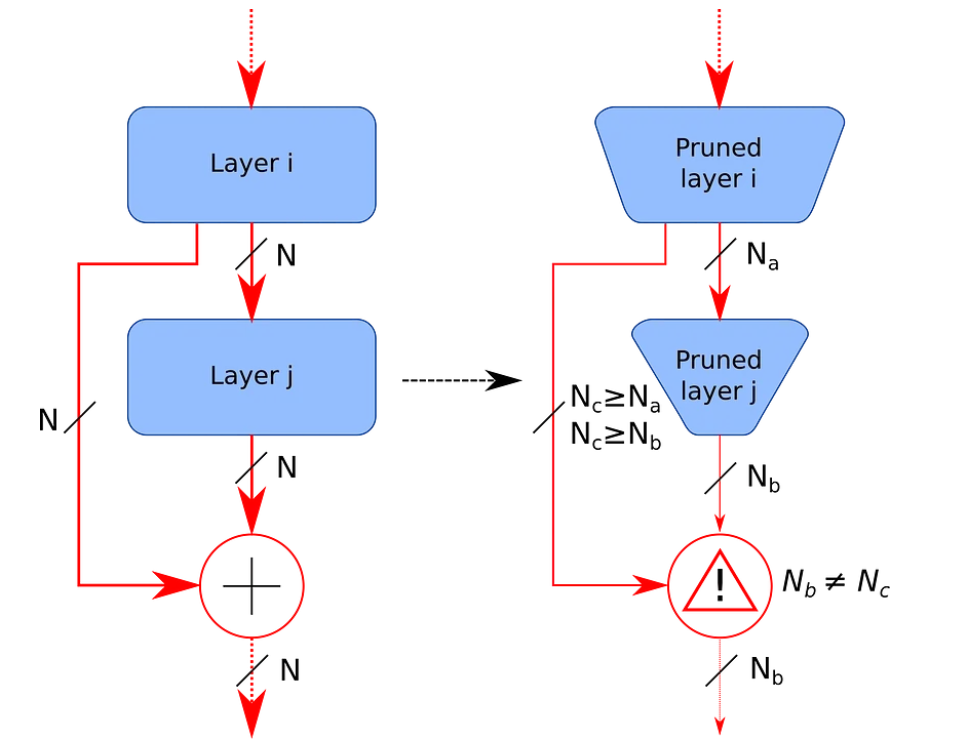 Layer i
N
Layer j
N
N
N
Pruned
layer i
Na
Pruned
layer j
Nc≥Na
Nc≥Nb
Nb
!
Nb ≠ Nc
Nb